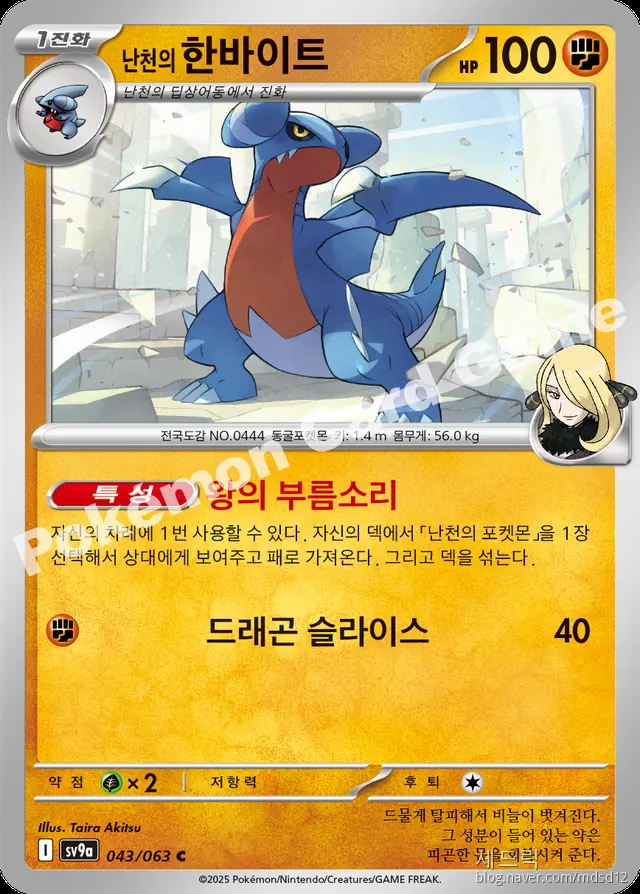 1진화
난천의 한바이트
HP 100
난천의 딥상어동에서 진화
전국도감 NO.0444 동굴포켓몬 키: 1.4 m 몸무게: 56.0 kg
특성 왕의 부름소리
자신의 차례에 1번 사용할 수 있다. 자신의 덱에서 「난천의 포켓몬」을 1장
선택해서 상대에게 보여주고 패로 가져온다. 그리고 덱을 섞는다.
드래곤 슬라이스 40
약점 ×2 저항력 후퇴
드물게 탈피해서 비늘이 벗겨진다.
그 성분이 들어 있는 약은
피곤한 몸을 회복시켜 준다.
Illus. Taira Akitsu
I sv9a 043/063 C
©2025 Pokémon/Nintendo/Creatures/GAME FREAK.
Pokémon Card Game
체드락
blog.naver.com/mdsd12